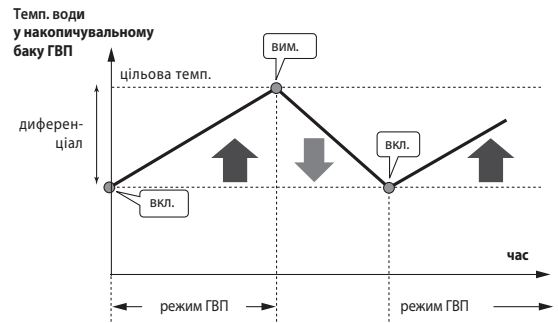 Темп. води
у накопичувальному
баку ГВП
вим.
цільова темп.
диферен-
ціал
вкл.
вкл.
час
режим ГВП
режим ГВП